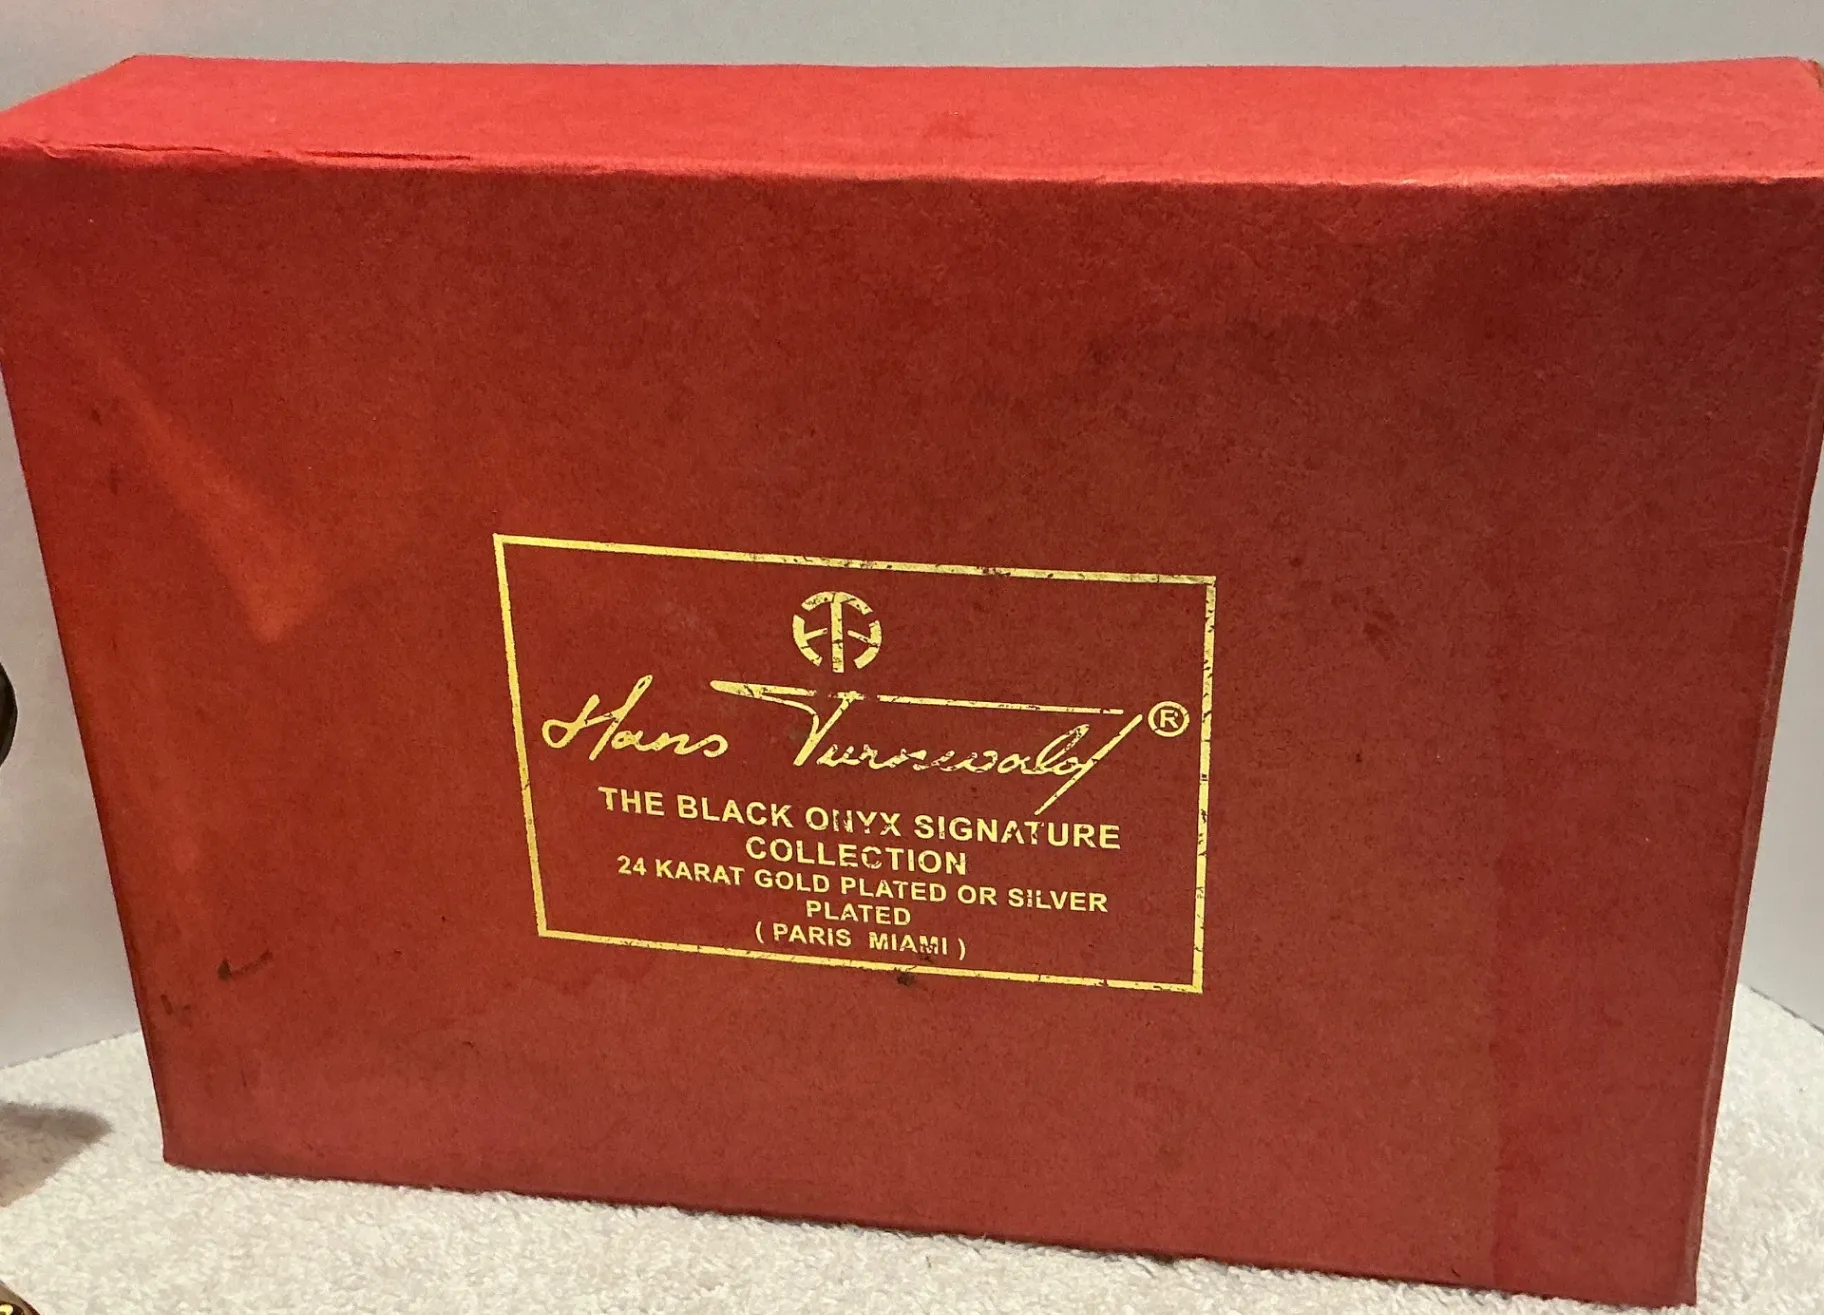 Hans Turnwald ®
THE BLACK ONYX SIGNATURE
COLLECTION
24 KARAT GOLD PLATED OR SILVER
PLATED
( PARIS MIAMI )